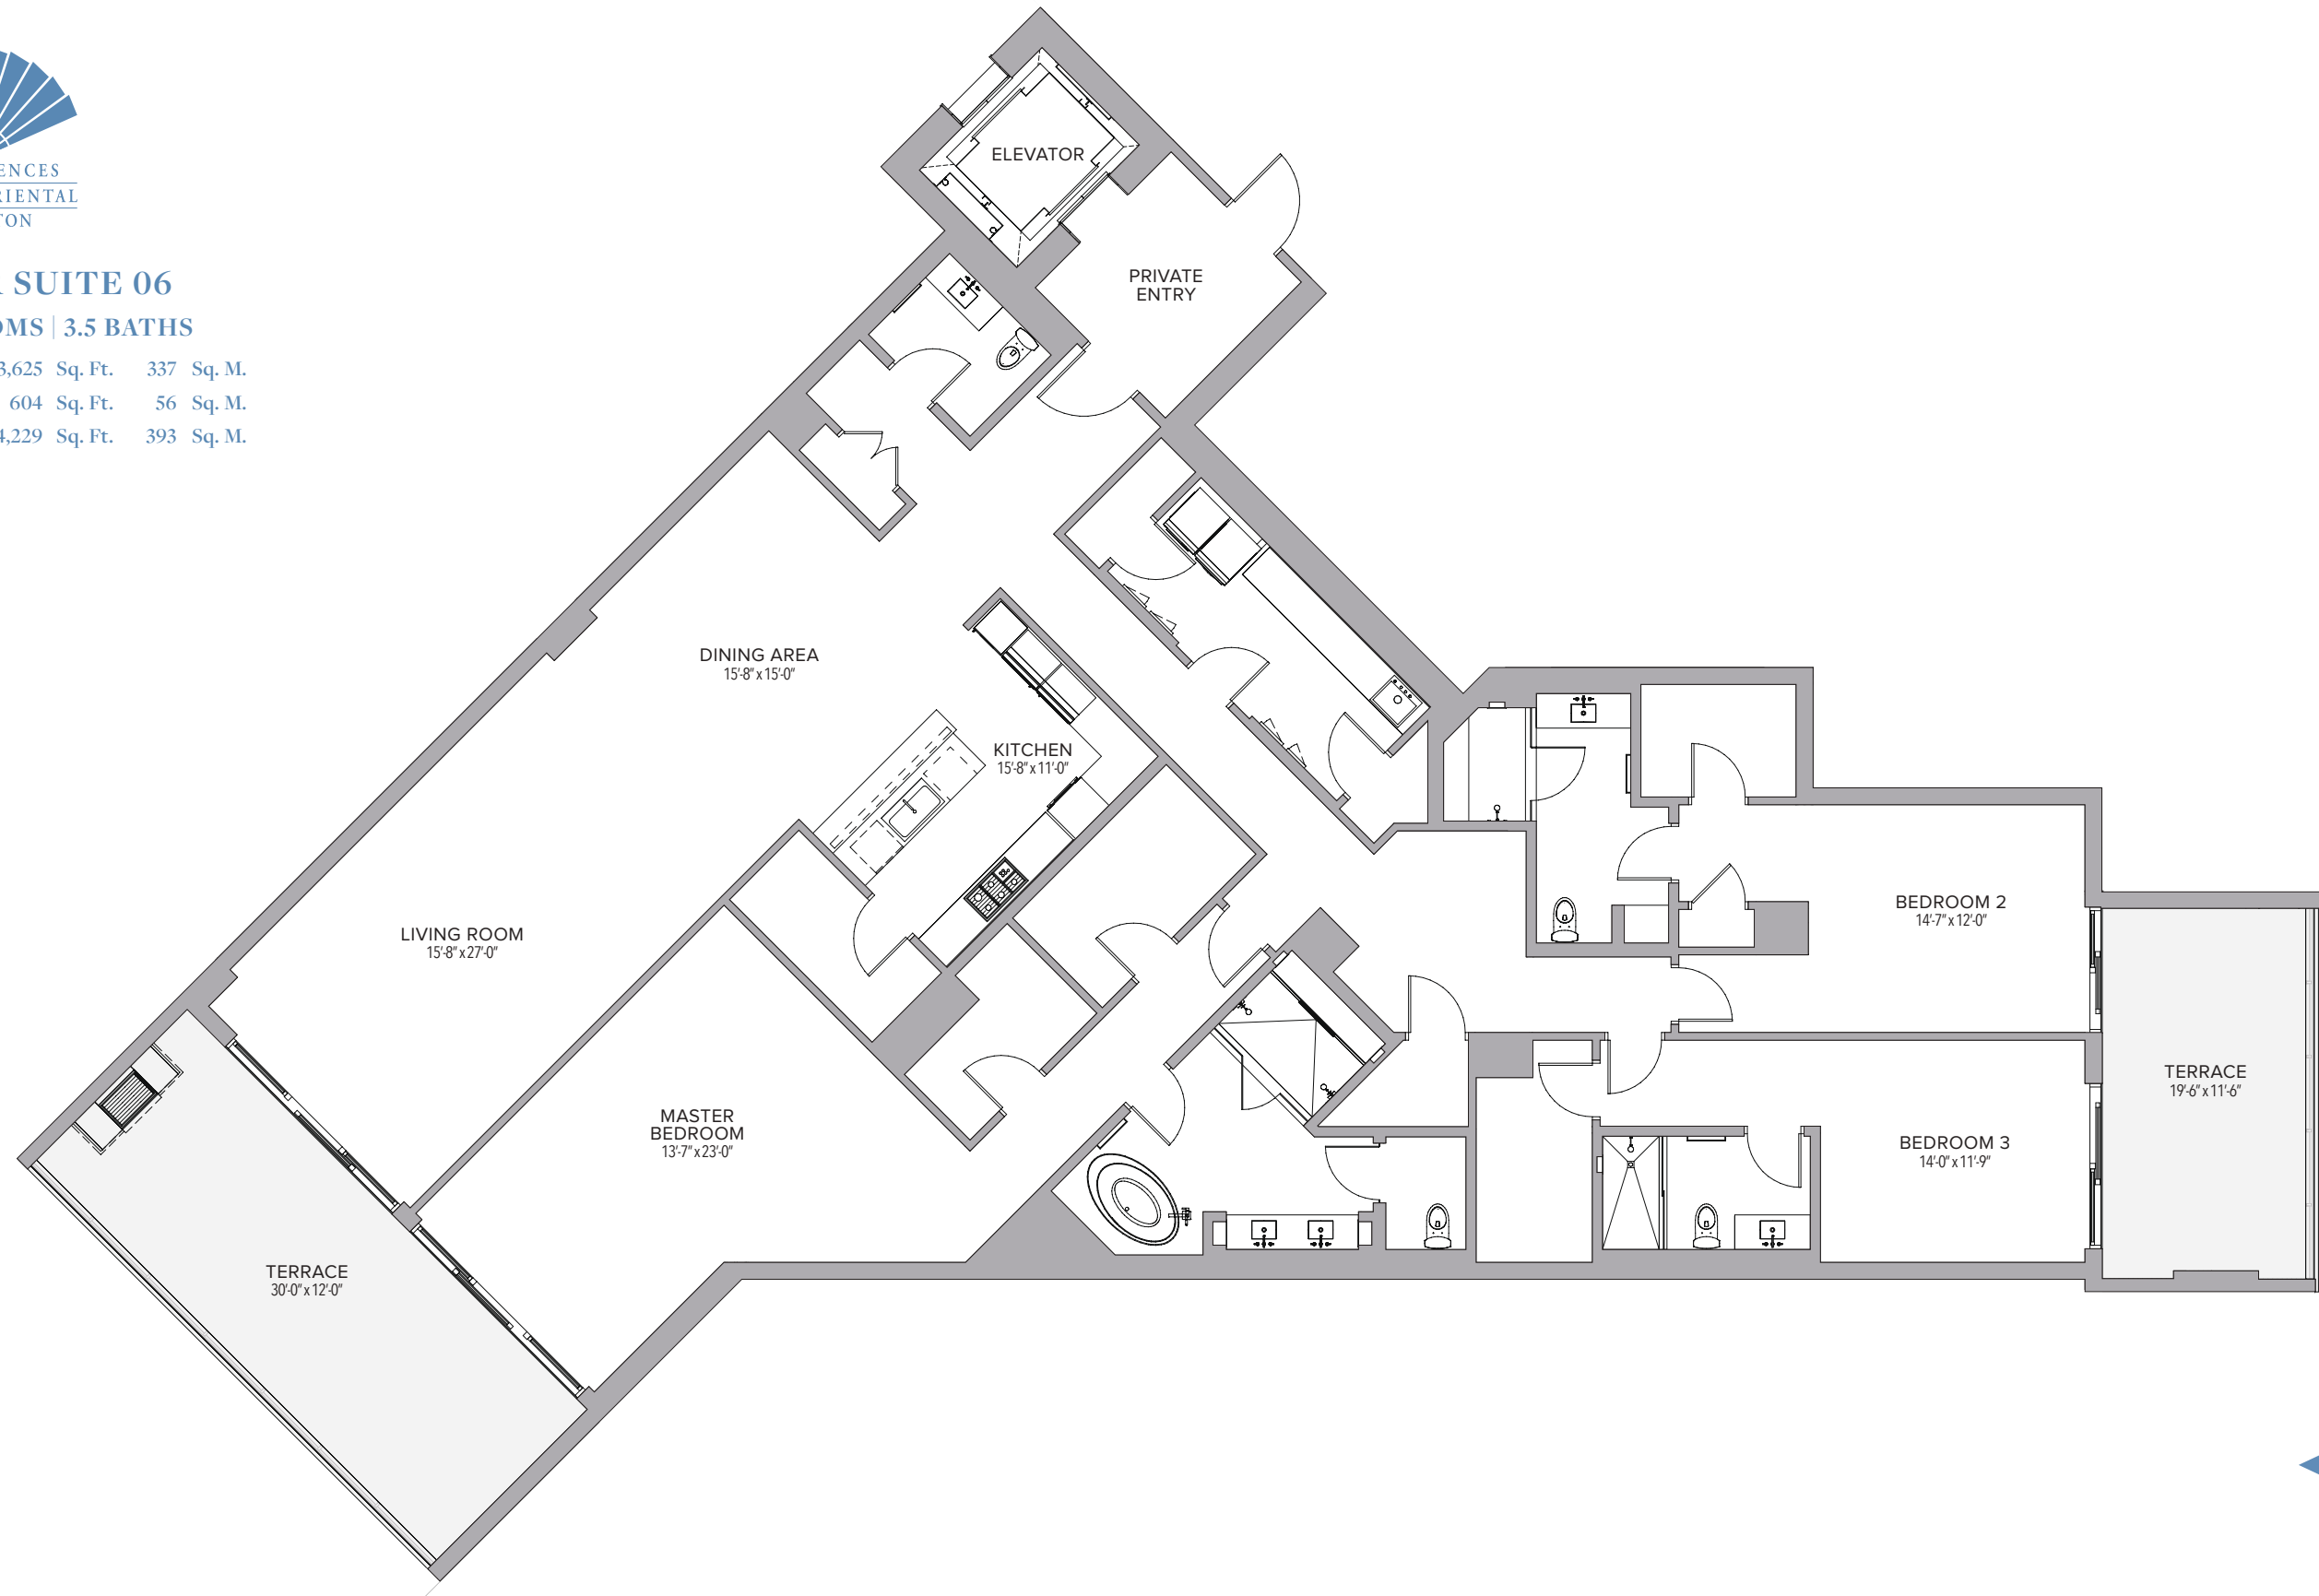 ENCES
RIENTAL
TON
SUITE 06
OMS | 3.5 BATHS
3,625 Sq. Ft. 337 Sq. M.
604 Sq. Ft. 56 Sq. M.
4,229 Sq. Ft. 393 Sq. M.
ELEVATOR
PRIVATE
ENTRY
DINING AREA
15'-8" x 15'-0"
KITCHEN
15'-8" x 11'-0"
LIVING ROOM
15'-8" x 27'-0"
BEDROOM 2
14'-7" x 12'-0"
TERRACE
19'-6" x 11'-6"
MASTER
BEDROOM
13'-7" x 23'-0"
BEDROOM 3
14'-0" x 11'-9"
TERRACE
30'-0" x 12'-0"